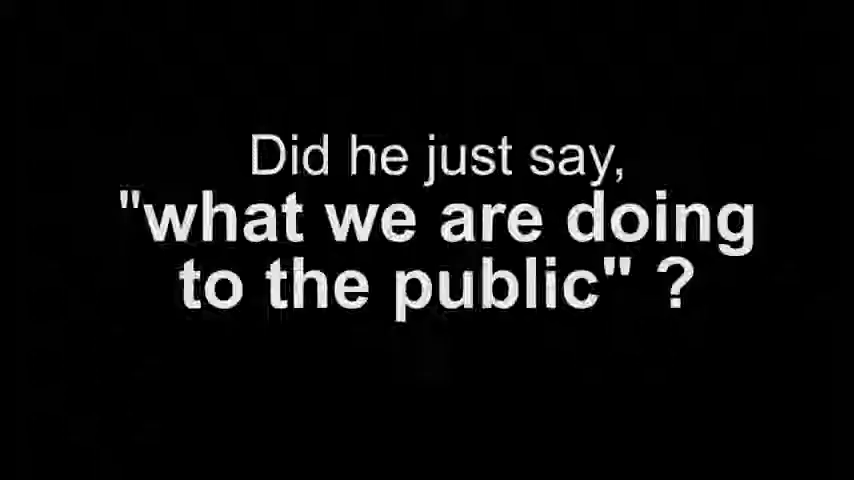 Did he just say,
"what we are doing
to the public" ?